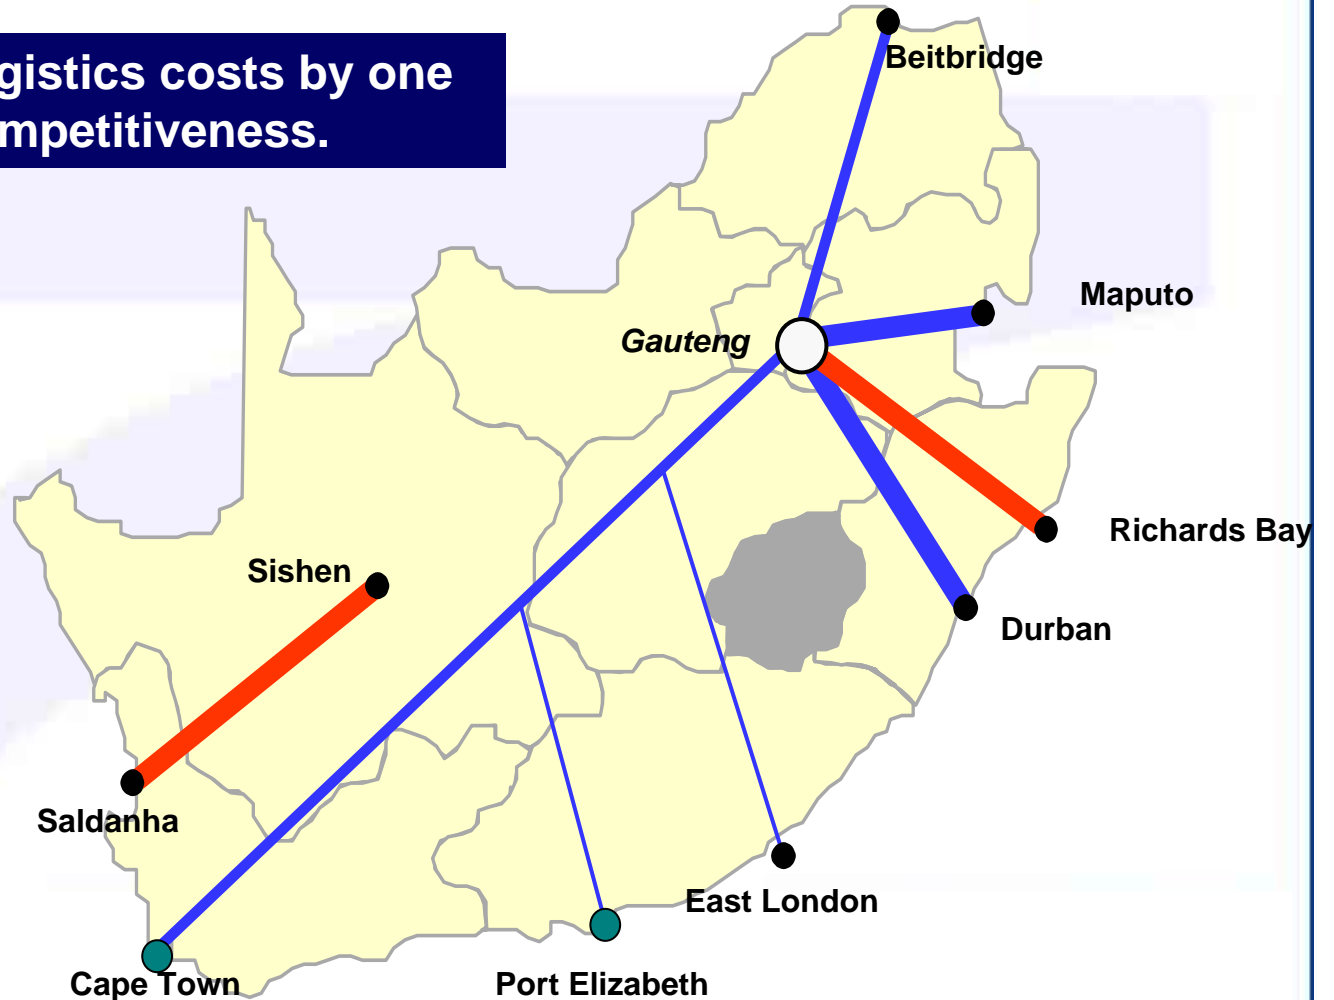 gistics costs by one
mpetitiveness.
Beitbridge
Maputo
Gauteng
Richards Bay
Sishen
Durban
Saldanha
East London
Cape Town
Port Elizabeth